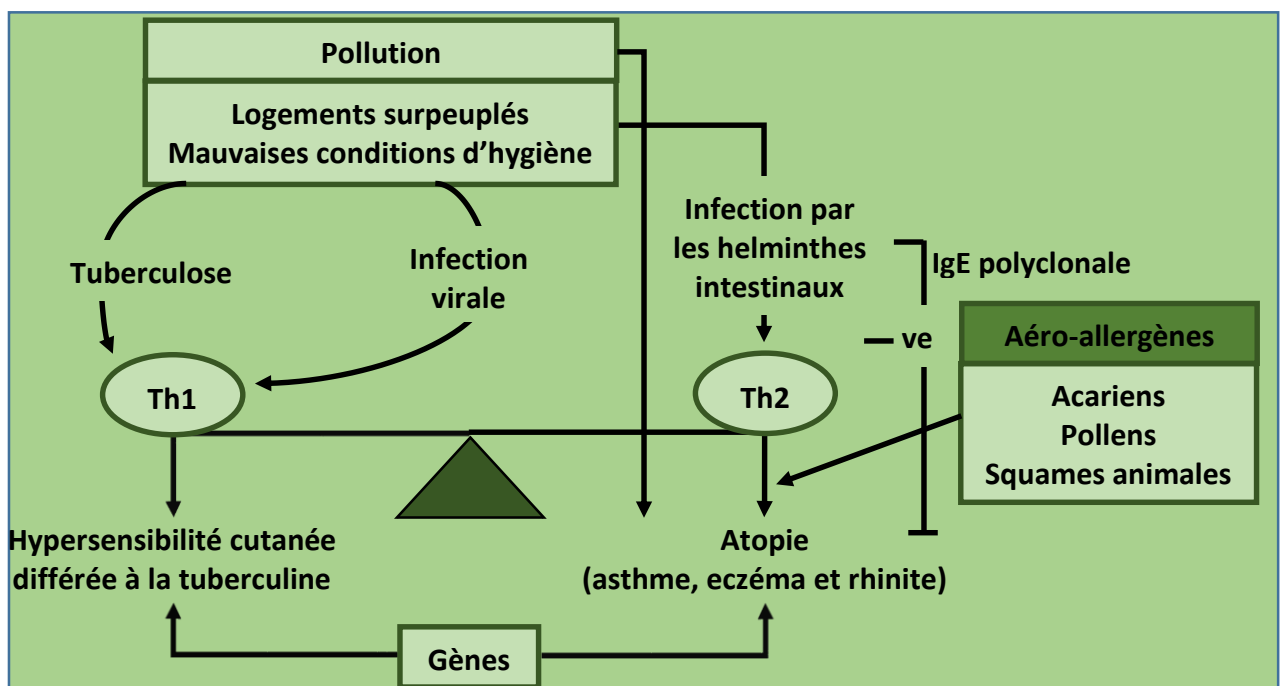 Pollution
Logements surpeuplés
Mauvaises conditions d'hygiène
Tuberculose
Infection
virale
Infection par
les helminthes
intestinaux
IgE polyclonale
– ve
Aéro-allergènes
Acariens
Pollens
Squames animales
Th1
Th2
Hypersensibilité cutanée
différée à la tuberculine
Atopie
(asthme, eczéma et rhinite)
Gènes